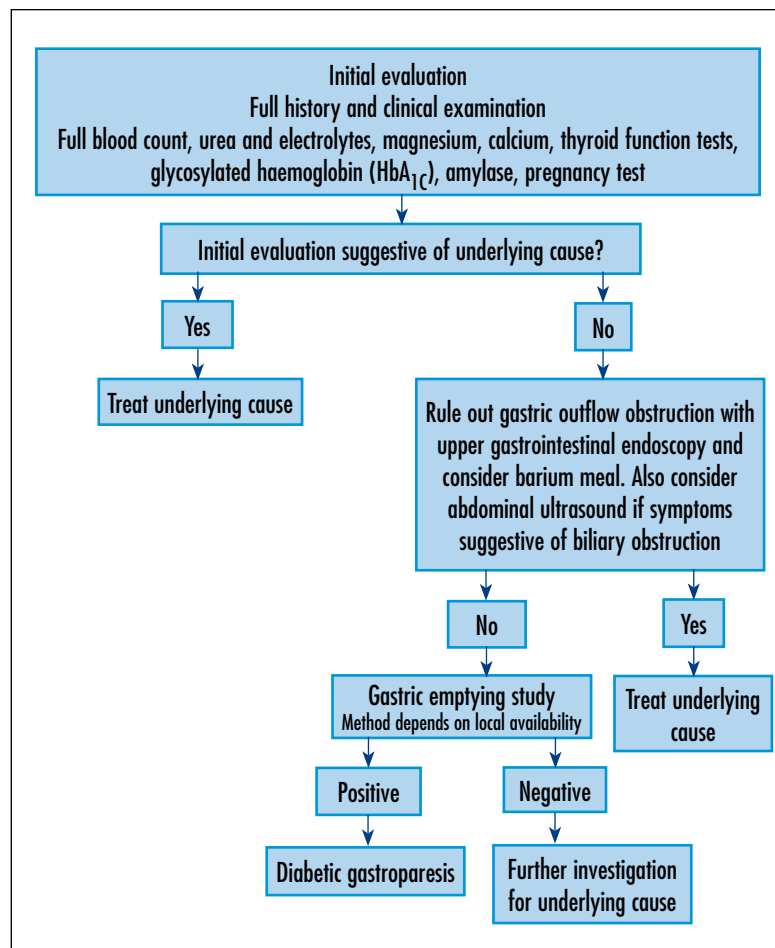 Initial evaluation
Full history and clinical examination
Full blood count, urea and electrolytes, magnesium, calcium, thyroid function tests,
glycosylated haemoglobin (HbA1C), amylase, pregnancy test
Initial evaluation suggestive of underlying cause?
Yes
No
Treat underlying cause
Rule out gastric outflow obstruction with
upper gastrointestinal endoscopy and
consider barium meal. Also consider
abdominal ultrasound if symptoms
suggestive of biliary obstruction
No
Yes
Gastric emptying study
Method depends on local availability
Treat underlying
cause
Positive
Negative
Diabetic gastroparesis
Further investigation
for underlying cause